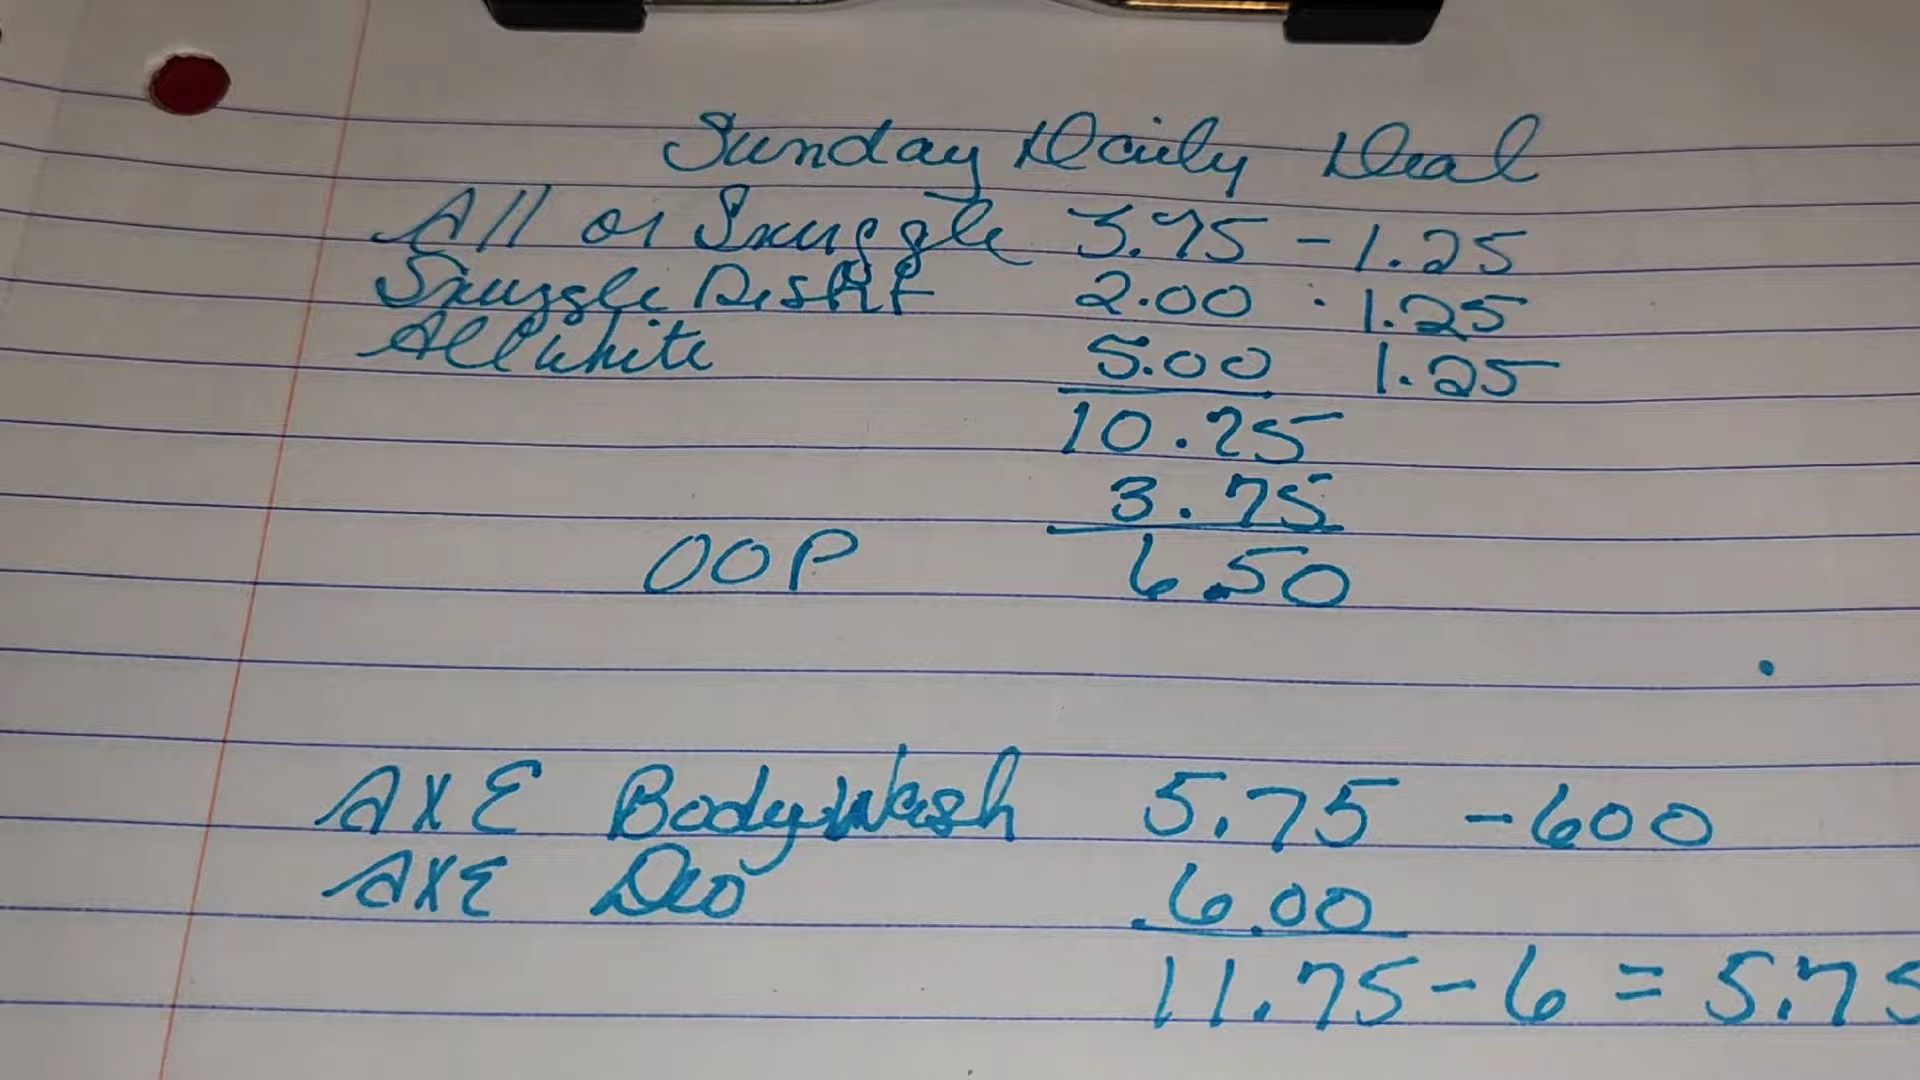 Sunday Daily Deal
All or Snuggle 3.75 - 1.25
Snuggle 2.00 - 1.25
All white 5.00 1.25
10.25
3.75
OOP 6.50
AXE Body Wash 5.75 - 600
AXE Deo 6.00
11.75 - 6 = 5.75